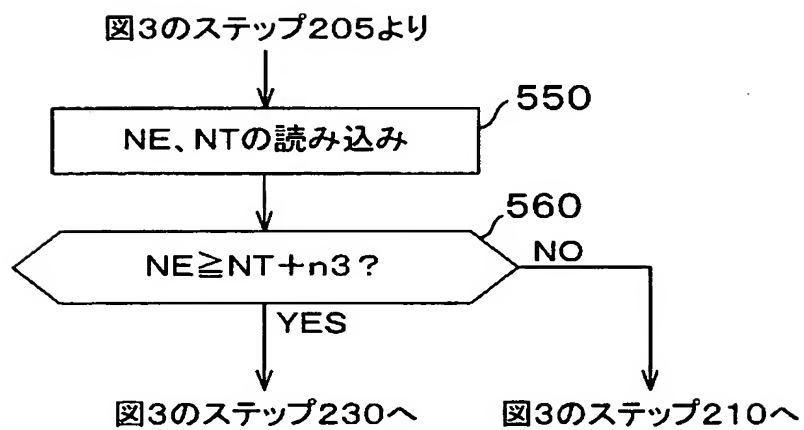 図3のステップ205より
550
NE、NTの読み込み
560
NE≧NT+n3?
NO
YES
図3のステップ230へ
図3のステップ210へ